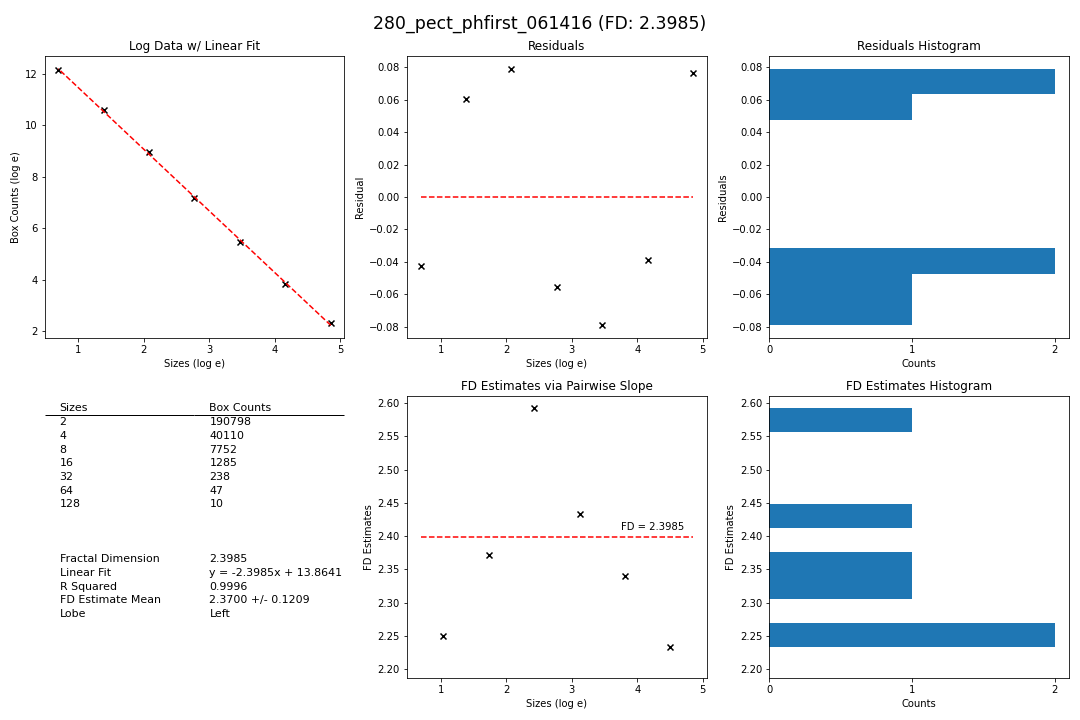 280_pect_phfirst_061416 (FD: 2.3985)
Log Data w/ Linear Fit
12
10
8
6
4
2
Box Counts (log e)
1 2 3 4 5
Sizes (log e)
Residuals
0.08
0.06
0.04
0.02
0.00
−0.02
−0.04
−0.06
−0.08
Residual
1 2 3 4 5
Sizes (log e)
Residuals Histogram
0.08
0.06
0.04
0.02
0.00
−0.02
−0.04
−0.06
−0.08
Residuals
0 1 2
Counts
Sizes Box Counts
2 190798
4 40110
8 7752
16 1285
32 238
64 47
128 10
Fractal Dimension 2.3985
Linear Fit y = -2.3985x + 13.8641
R Squared 0.9996
FD Estimate Mean 2.3700 +/- 0.1209
Lobe Left
FD Estimates via Pairwise Slope
2.60
2.55
2.50
2.45
2.40
2.35
2.30
2.25
2.20
FD Estimates
FD = 2.3985
1 2 3 4 5
Sizes (log e)
FD Estimates Histogram
2.60
2.55
2.50
2.45
2.40
2.35
2.30
2.25
2.20
FD Estimates
0 1 2
Counts